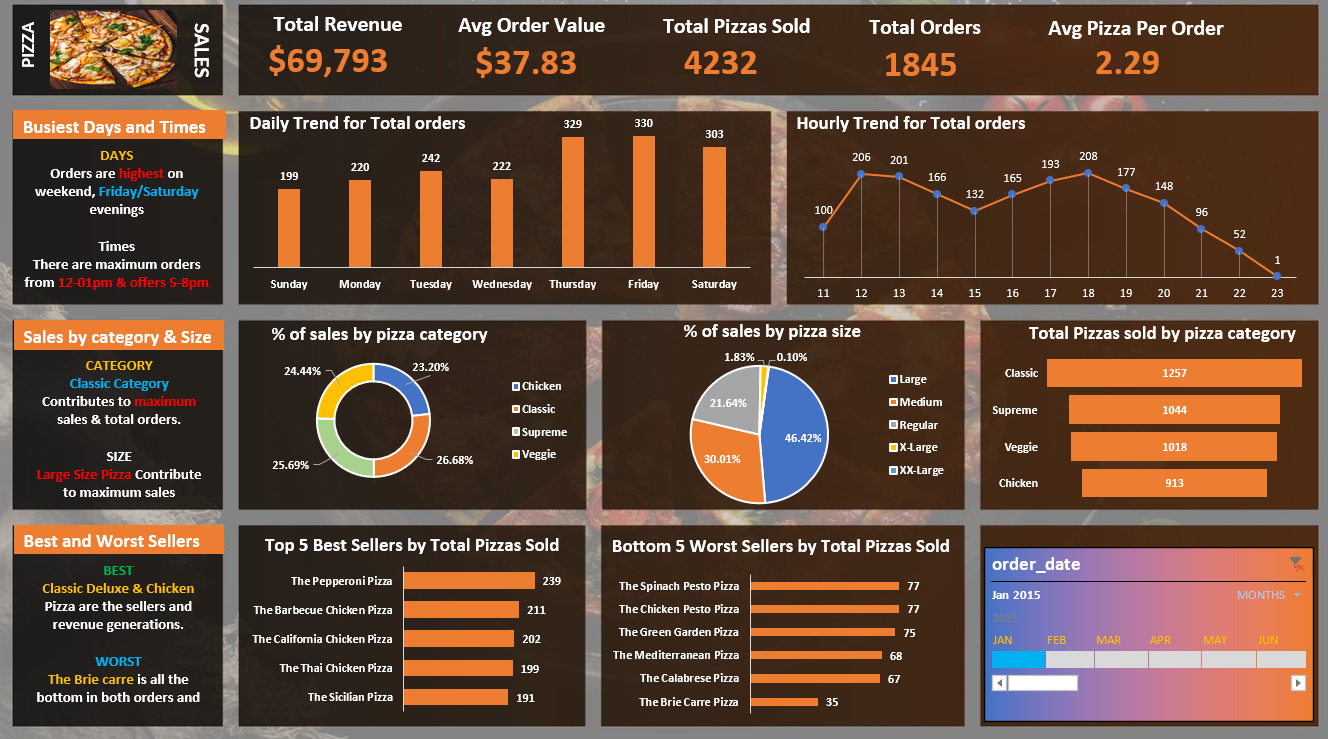 PIZZA
SALES
Total Revenue
$69,793
Avg Order Value
$37.83
Total Pizzas Sold
4232
Total Orders
1845
Avg Pizza Per Order
2.29
Busiest Days and Times
DAYS
Orders are highest on
weekend, Friday/Saturday
evenings
Times
There are maximum orders
from 12-01pm & offers 5-8pm
Daily Trend for Total orders
199
220
242
222
329
330
303
Sunday
Monday
Tuesday
Wednesday
Thursday
Friday
Saturday
Hourly Trend for Total orders
100
206
201
166
132
165
193
208
177
148
96
52
1
11
12
13
14
15
16
17
18
19
20
21
22
23
Sales by category & Size
CATEGORY
Classic Category
Contributes to maximum
sales & total orders.
SIZE
Large Size Pizza Contribute
to maximum sales
% of sales by pizza category
24.44%
23.20%
25.69%
26.68%
Chicken
Classic
Supreme
Veggie
% of sales by pizza size
1.83%
0.10%
21.64%
46.42%
30.01%
Large
Medium
Regular
X-Large
XX-Large
Total Pizzas sold by pizza category
Classic 1257
Supreme 1044
Veggie 1018
Chicken 913
Best and Worst Sellers
BEST
Classic Deluxe & Chicken
Pizza are the sellers and
revenue generations.
WORST
The Brie carre is all the
bottom in both orders and
Top 5 Best Sellers by Total Pizzas Sold
The Pepperoni Pizza 239
The Barbecue Chicken Pizza 211
The California Chicken Pizza 202
The Thai Chicken Pizza 199
The Sicilian Pizza 191
Bottom 5 Worst Sellers by Total Pizzas Sold
The Spinach Pesto Pizza 77
The Chicken Pesto Pizza 77
The Green Garden Pizza 75
The Mediterranean Pizza 68
The Calabrese Pizza 67
The Brie Carre Pizza 35
order_date
Jan 2015 MONTHS
2015
JAN FEB MAR APR MAY JUN